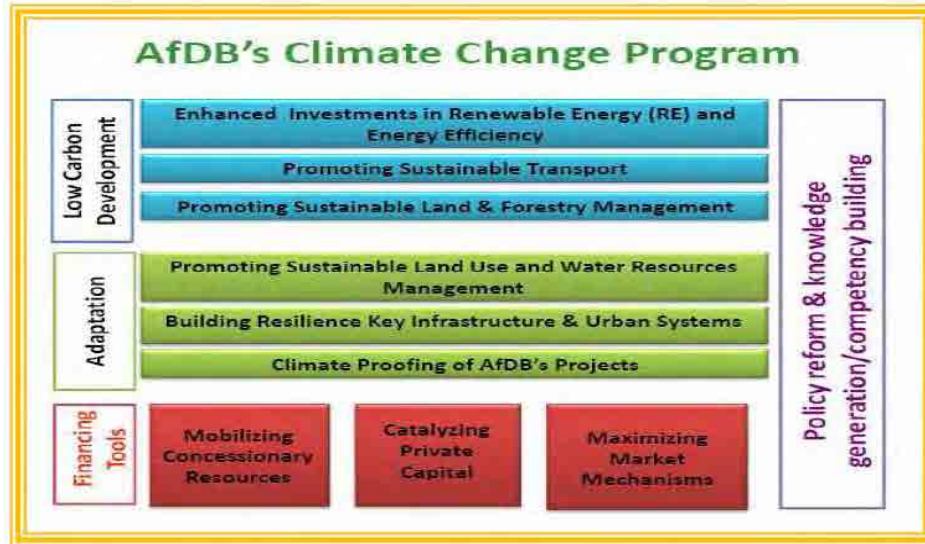 AfDB's Climate Change Program
Low Carbon
Development
Enhanced Investments in Renewable Energy (RE) and
Energy Efficiency
Promoting Sustainable Transport
Promoting Sustainable Land & Forestry Management
Adaptation
Promoting Sustainable Land Use and Water Resources
Management
Building Resilience Key Infrastructure & Urban Systems
Climate Proofing of AfDB's Projects
Financing
Tools
Mobilizing
Concessionary
Resources
Catalyzing
Private
Capital
Maximizing
Market
Mechanisms
Policy reform & knowledge
generation/competency building